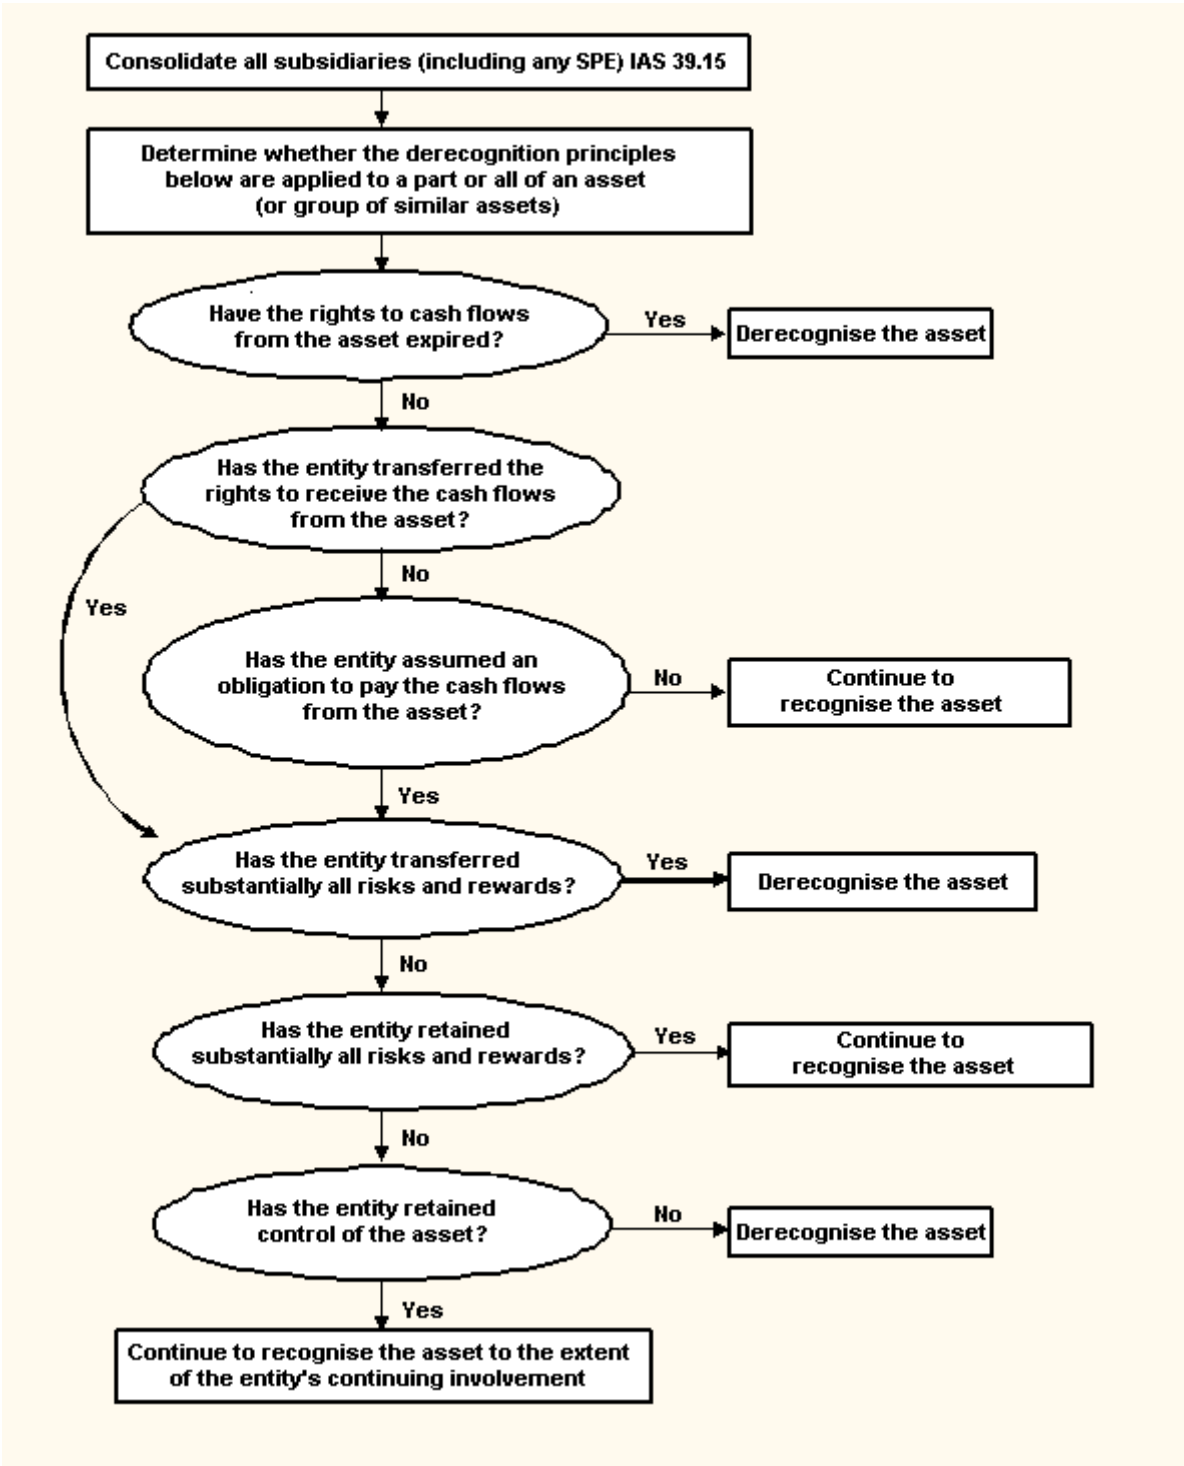 Consolidate all subsidiaries (including any SPE) IAS 39.15
Determine whether the derecognition principles
below are applied to a part or all of an asset
(or group of similar assets)
Have the rights to cash flows
from the asset expired?
Yes
Derecognise the asset
No
Has the entity transferred the
rights to receive the cash flows
from the asset?
No
Yes
Has the entity assumed an
obligation to pay the cash flows
from the asset?
No
Continue to
recognise the asset
Yes
Has the entity transferred
substantially all risks and rewards?
Yes
Derecognise the asset
No
Has the entity retained
substantially all risks and rewards?
Yes
Continue to
recognise the asset
No
Has the entity retained
control of the asset?
No
Derecognise the asset
Yes
Continue to recognise the asset to the extent
of the entity's continuing involvement